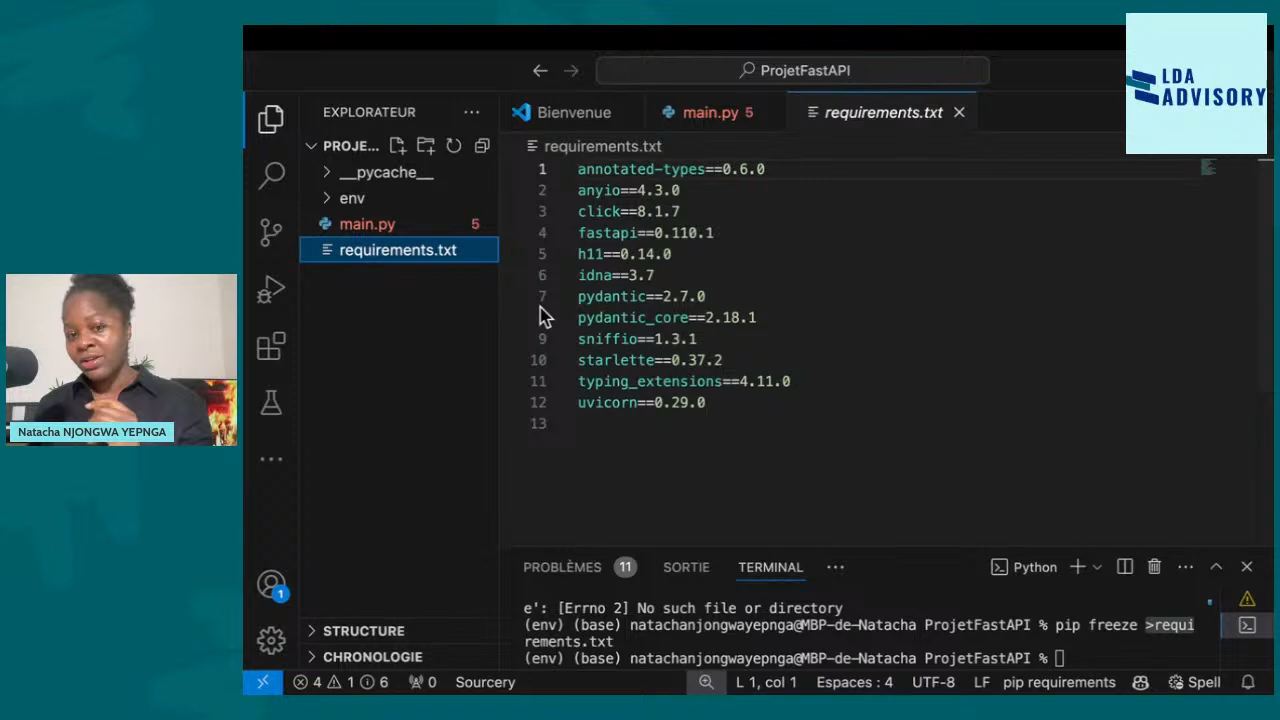 LDA
ADVISORY
ProjetFastAPI
EXPLORATEUR
Bienvenue
main.py 5
requirements.txt
PROJE...
requirements.txt
__pycache__
env
main.py 5
requirements.txt
1 annotated-types==0.6.0
2 anyio==4.3.0
3 click==8.1.7
4 fastapi==0.110.1
5 h11==0.14.0
6 idna==3.7
7 pydantic==2.7.0
pydantic_core==2.18.1
9 sniffio==1.3.1
10 starlette==0.37.2
11 typing_extensions==4.11.0
12 uvicorn==0.29.0
13
Natacha NJONGWA YEPNGA
PROBLÈMES 11 SORTIE TERMINAL
Python
e': [Errno 2] No such file or directory
(env) (base) natachanjongwayepnga@MBP-de-Natacha ProjetFastAPI % pip freeze >requi
rements.txt
(env) (base) natachanjongwayepnga@MBP-de-Natacha ProjetFastAPI %
1
STRUCTURE
CHRONOLOGIE
4 1 6 0 Sourcery L 1, col 1 Espaces : 4 UTF-8 LF pip requirements Spell